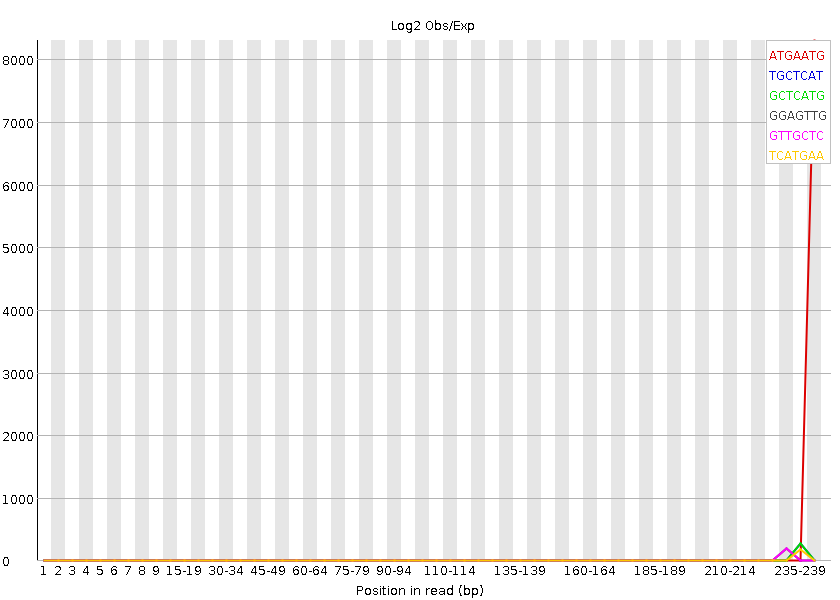 Log2 Obs/Exp
8000
7000
6000
5000
4000
3000
2000
1000
0
ATGAATG
TGCTCAT
GCTCATG
GGAGTTG
GTTGCTC
TCATGAA
1 2 3 4 5 6 7 8 9 15-19 30-34 45-49 60-64 75-79 90-94 110-114 135-139 160-164 185-189 210-214 235-239
Position in read (bp)